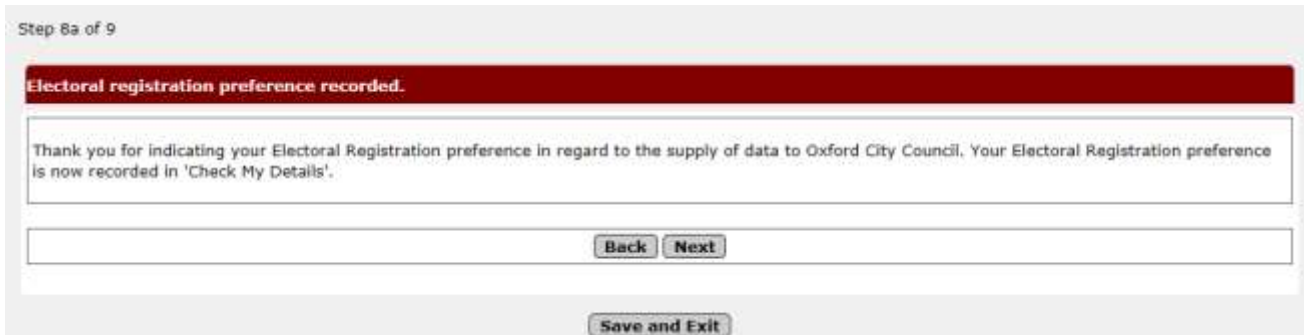 Step 8a of 9
Electoral registration preference recorded.
Thank you for indicating your Electoral Registration preference in regard to the supply of data to Oxford City Council. Your Electoral Registration preference
is now recorded in 'Check My Details'.
Back Next
Save and Exit